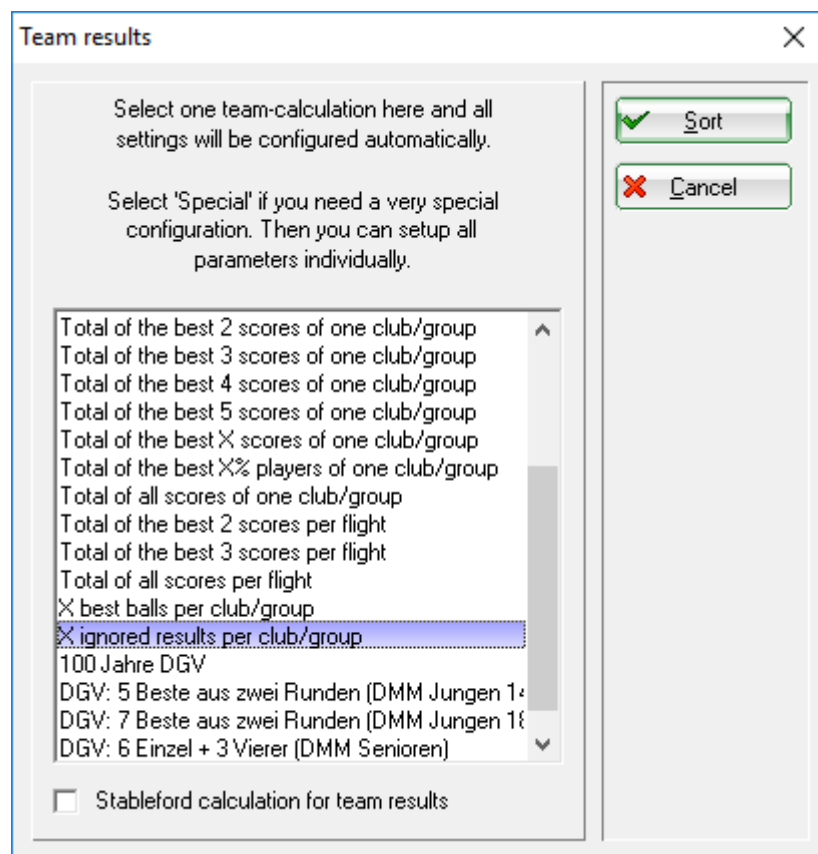 Team results
Select one team-calculation here and all
settings will be configured automatically.
Select 'Special' if you need a very special
configuration. Then you can setup all
parameters individually.
Total of the best 2 scores of one club/group
Total of the best 3 scores of one club/group
Total of the best 4 scores of one club/group
Total of the best 5 scores of one club/group
Total of the best X scores of one club/group
Total of the best X% players of one club/group
Total of all scores of one club/group
Total of the best 2 scores per flight
Total of the best 3 scores per flight
Total of all scores per flight
X best balls per club/group
X ignored results per club/group
100 Jahre DGV
DGV: 5 Beste aus zwei Runden (DMM Jungen 14
DGV: 7 Beste aus zwei Runden (DMM Jungen 18
DGV: 6 Einzel + 3 Vierer (DMM Senioren)
Stableford calculation for team results
Sort
Cancel